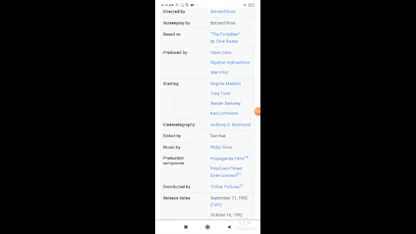 Directed by Bernard Rose
Screenplay by Bernard Rose
Based on "The Forbidden"
by Clive Barker
Produced by Steve Golin
Sigurjón Sighvatsson
Alan Poul
Starring Virginia Madsen
Tony Todd
Xander Berkeley
Kasi Lemmons
Cinematography Anthony B. Richmond
Edited by Dan Rae
Music by Philip Glass
Production Propaganda Films
companies PolyGram Filmed
Entertainment
Distributed by TriStar Pictures
Release dates September 11, 1992
(TIFF)
October 16, 1992